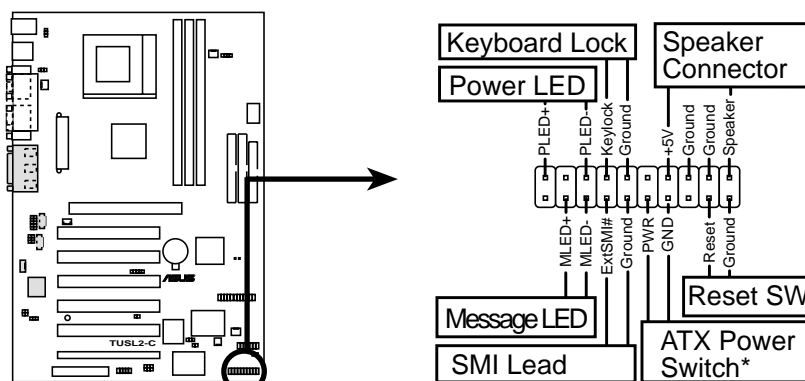 Keyboard Lock
Speaker
Connector
Power LED
PLED+
PLED-
Keylock
Ground
+5V
Ground
Ground
Speaker
MLED+
MLED-
ExtSMI#
Ground
PWR
GND
Reset
Ground
Reset SW
Message LED
ATX Power
Switch*
SMI Lead
ASUS
TUSL2-C